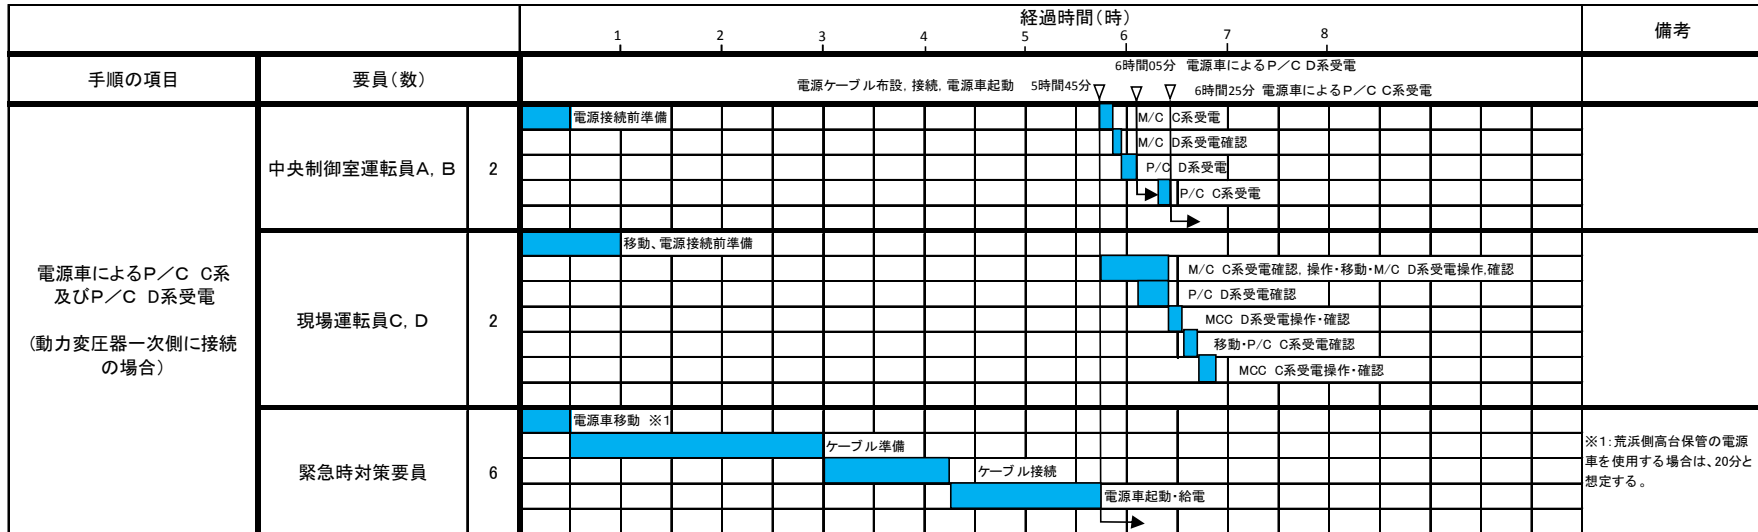 経過時間(時)
備考
1 2 3 4 5 6 7 8
手順の項目
要員(数)
6時間05分 電源車によるP/C D系受電
電源ケーブル布設,接続,電源車起動 5時間45分
6時間25分 電源車によるP/C C系受電
電源車によるP/C C系
及びP/C D系受電
(動力変圧器一次側に接続
の場合)
中央制御室運転員A,B
2
電源接続前準備
M/C C系受電
M/C D系受電確認
P/C D系受電
P/C C系受電
現場運転員C,D
2
移動、電源接続前準備
M/C C系受電確認,操作・移動・M/C D系受電操作,確認
P/C D系受電確認
MCC D系受電操作・確認
移動・P/C C系受電確認
MCC C系受電操作・確認
緊急時対策要員
6
電源車移動 ※1
ケーブル準備
ケーブル接続
電源車起動・給電
※1:荒浜側高台保管の電源
車を使用する場合は、20分と
想定する。